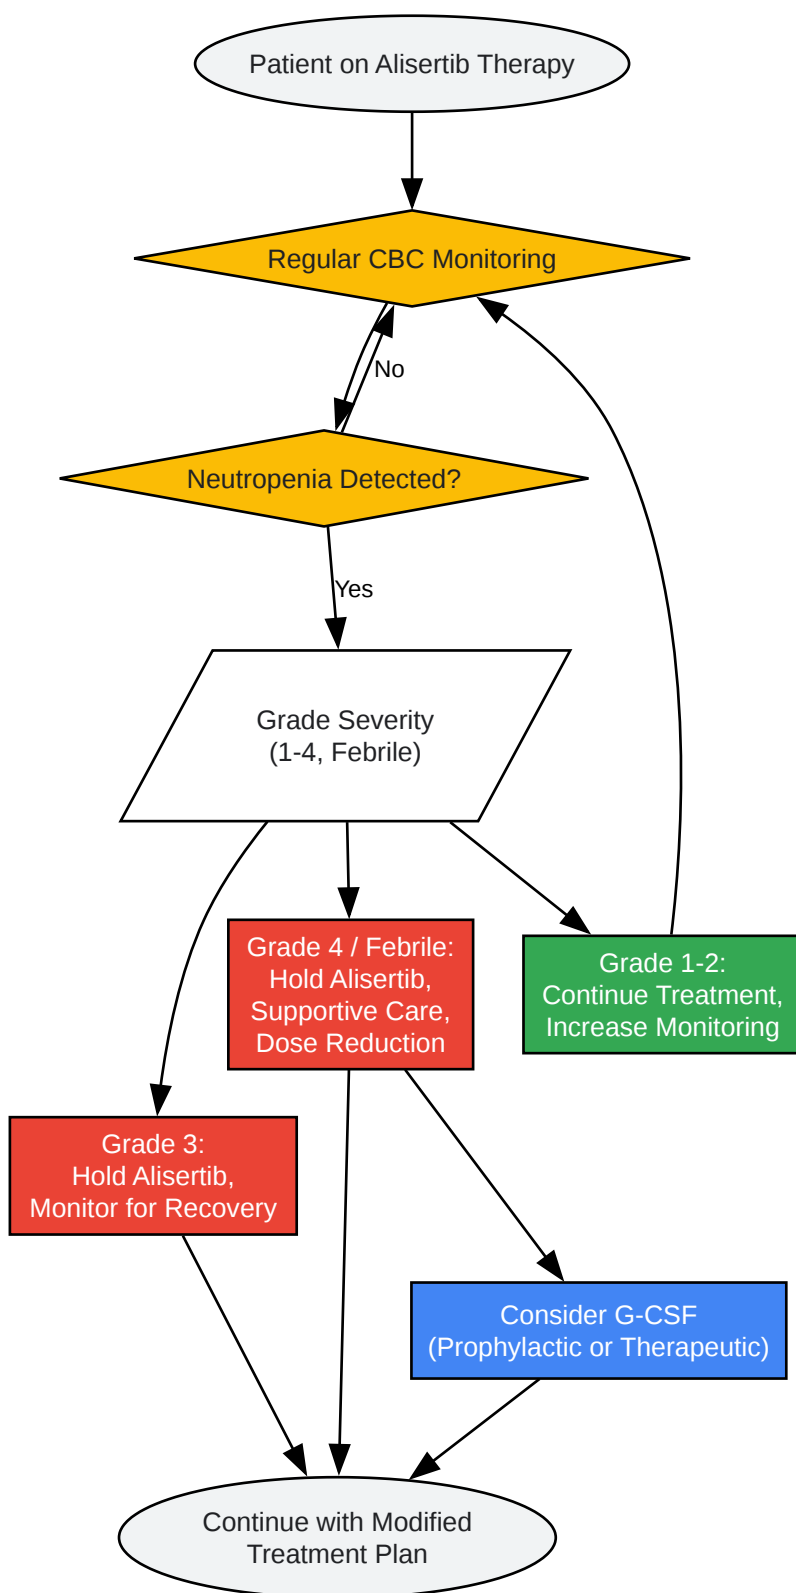 Patient on Alisertib Therapy
Regular CBC Monitoring
No
Neutropenia Detected?
Yes
Grade Severity
(1-4, Febrile)
Grade 4 / Febrile:
Hold Alisertib,
Supportive Care,
Dose Reduction
Grade 1-2:
Continue Treatment,
Increase Monitoring
Grade 3:
Hold Alisertib,
Monitor for Recovery
Consider G-CSF
(Prophylactic or Therapeutic)
Continue with Modified
Treatment Plan